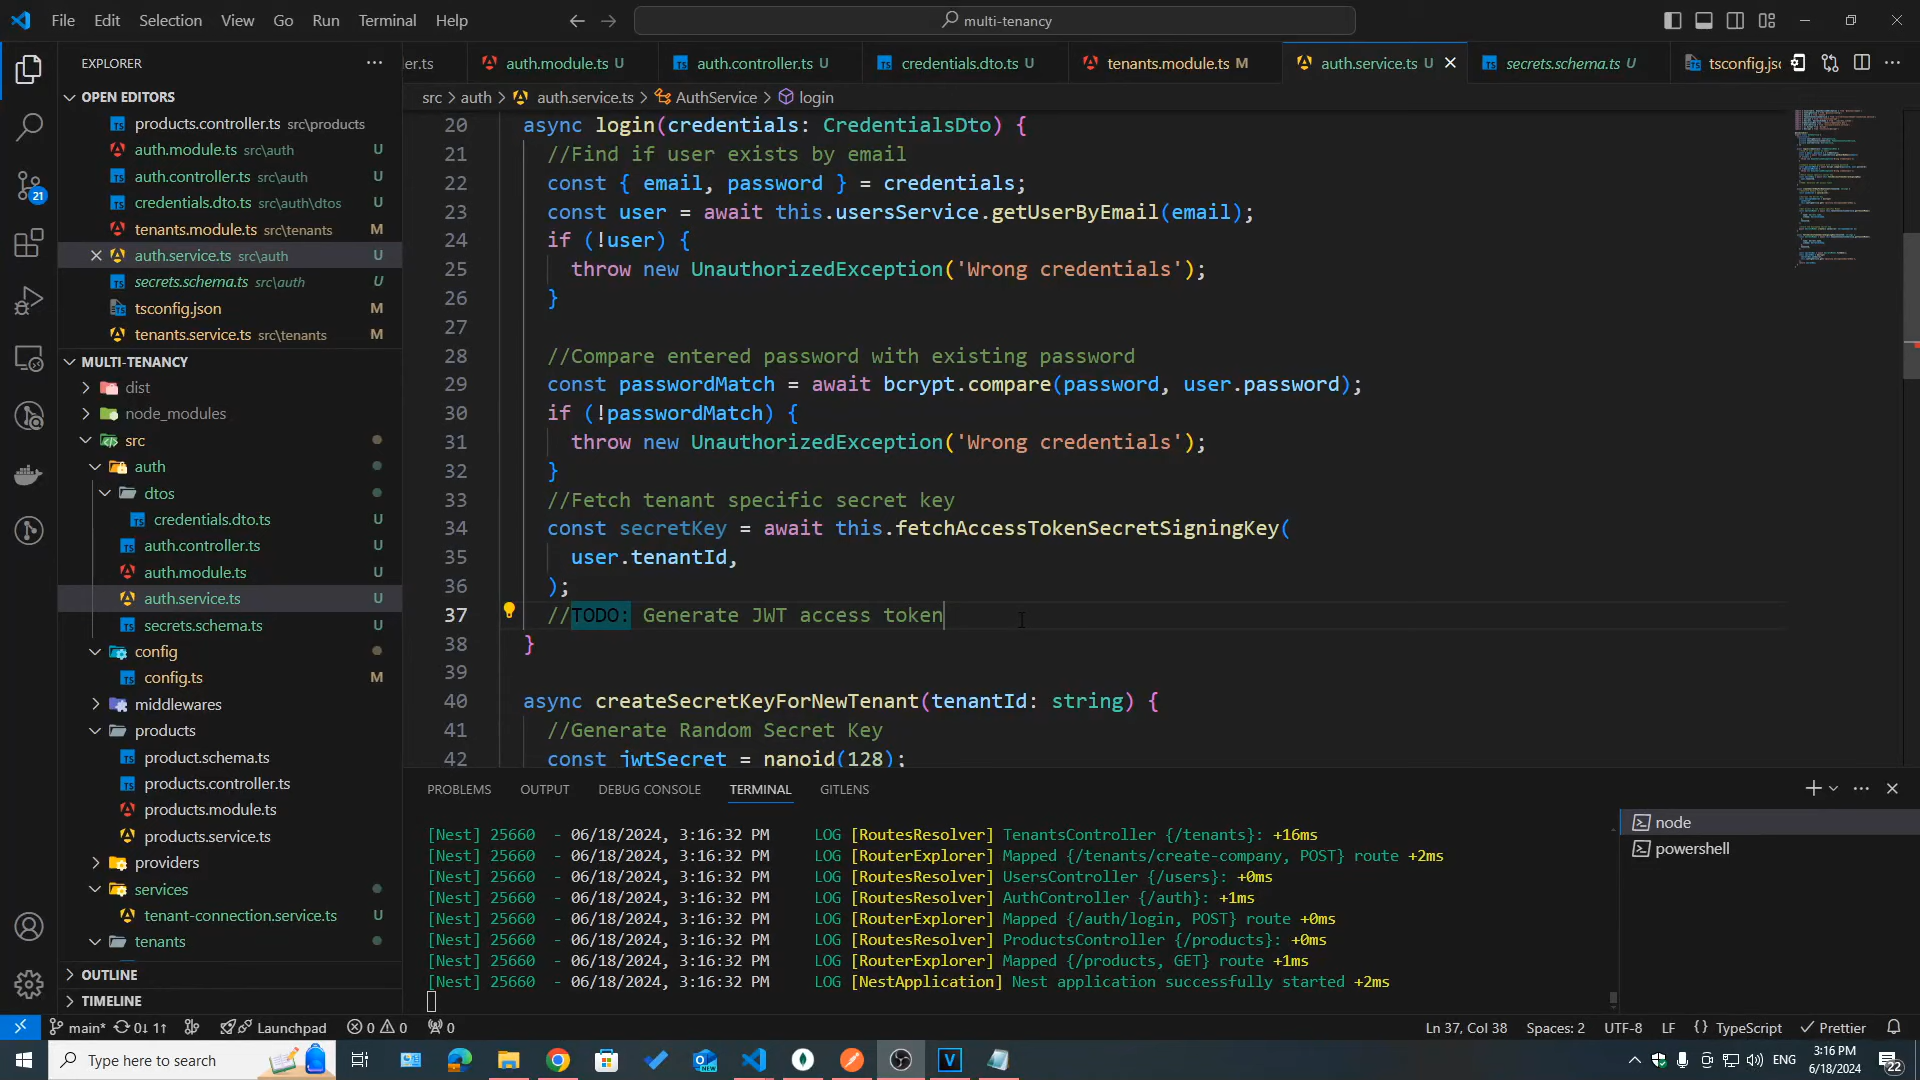 File Edit Selection View Go Run Terminal Help
multi-tenancy
EXPLORER
OPEN EDITORS
products.controller.ts src\products
auth.module.ts src\auth U
auth.controller.ts src\auth U
credentials.dto.ts src\auth\dtos U
tenants.module.ts src\tenants M
auth.service.ts src\auth U
secrets.schema.ts src\auth U
tsconfig.json M
tenants.service.ts src\tenants M
MULTI-TENANCY
dist
node_modules
src
auth
dtos
credentials.dto.ts U
auth.controller.ts U
auth.module.ts U
auth.service.ts U
secrets.schema.ts U
config
config.ts M
middlewares
products
product.schema.ts
products.controller.ts
products.module.ts
products.service.ts
providers
services
tenant-connection.service.ts U
tenants
OUTLINE
TIMELINE
21
ler.ts auth.module.ts U auth.controller.ts U credentials.dto.ts U tenants.module.ts M auth.service.ts U secrets.schema.ts U tsconfig.jso
src > auth > auth.service.ts > AuthService > login
20 async login(credentials: CredentialsDto) {
21 //Find if user exists by email
22 const { email, password } = credentials;
23 const user = await this.usersService.getUserByEmail(email);
24 if (!user) {
25 throw new UnauthorizedException('Wrong credentials');
26 }
27
28 //Compare entered password with existing password
29 const passwordMatch = await bcrypt.compare(password, user.password);
30 if (!passwordMatch) {
31 throw new UnauthorizedException('Wrong credentials');
32 }
33 //Fetch tenant specific secret key
34 const secretKey = await this.fetchAccessTokenSecretSigningKey(
35 user.tenantId,
36 );
37 //TODO: Generate JWT access token
38 }
39
40 async createSecretKeyForNewTenant(tenantId: string) {
41 //Generate Random Secret Key
42 const jwtSecret = nanoid(128);
PROBLEMS OUTPUT DEBUG CONSOLE TERMINAL GITLENS
[Nest] 25660 - 06/18/2024, 3:16:32 PM LOG [RoutesResolver] TenantsController {/tenants}: +16ms
[Nest] 25660 - 06/18/2024, 3:16:32 PM LOG [RouterExplorer] Mapped {/tenants/create-company, POST} route +2ms
[Nest] 25660 - 06/18/2024, 3:16:32 PM LOG [RoutesResolver] UsersController {/users}: +0ms
[Nest] 25660 - 06/18/2024, 3:16:32 PM LOG [RoutesResolver] AuthController {/auth}: +1ms
[Nest] 25660 - 06/18/2024, 3:16:32 PM LOG [RouterExplorer] Mapped {/auth/login, POST} route +0ms
[Nest] 25660 - 06/18/2024, 3:16:32 PM LOG [RoutesResolver] ProductsController {/products}: +0ms
[Nest] 25660 - 06/18/2024, 3:16:32 PM LOG [RouterExplorer] Mapped {/products, GET} route +1ms
[Nest] 25660 - 06/18/2024, 3:16:32 PM LOG [NestApplication] Nest application successfully started +2ms
node
powershell
main* 0↓ 1↑ Launchpad 0 0 0 Ln 37, Col 38 Spaces: 2 UTF-8 LF {} TypeScript Prettier
Type here to search
NEW
V
ENG
3:16 PM
6/18/2024
22